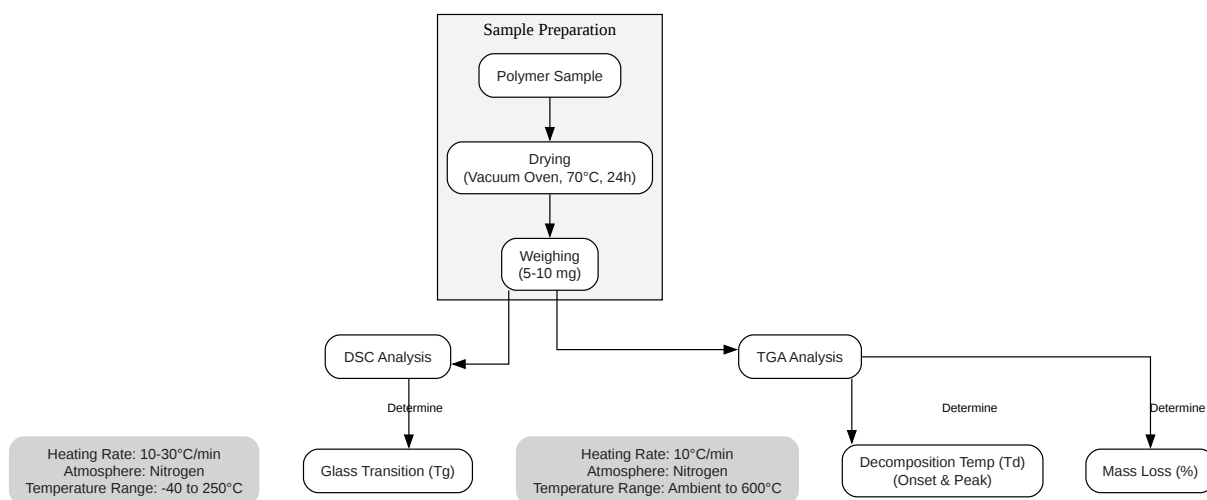 Sample Preparation
Polymer Sample
Drying
(Vacuum Oven, 70°C, 24h)
Weighing
(5-10 mg)
DSC Analysis
TGA Analysis
Determine
Determine
Determine
Heating Rate: 10-30°C/min
Atmosphere: Nitrogen
Temperature Range: -40 to 250°C
Glass Transition (Tg)
Heating Rate: 10°C/min
Atmosphere: Nitrogen
Temperature Range: Ambient to 600°C
Decomposition Temp (Td)
(Onset & Peak)
Mass Loss (%)